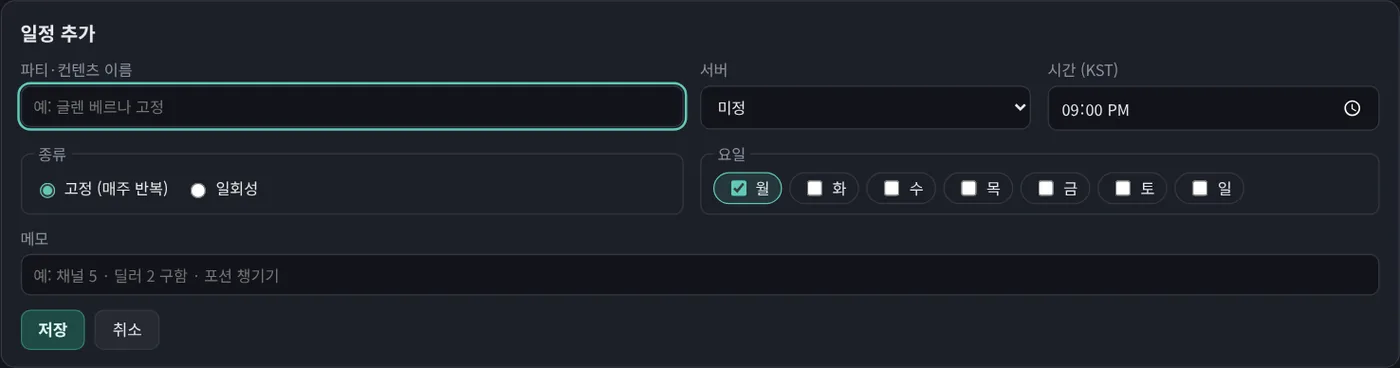 일정 추가
파티·컨텐츠 이름
서버
시간 (KST)
예: 글렌 베르나 고정
미정
09:00 PM
종류
요일
고정 (매주 반복)
일회성
월
화
수
목
금
토
일
메모
예: 채널 5 · 딜러 2 구함 · 포션 챙기기
저장
취소